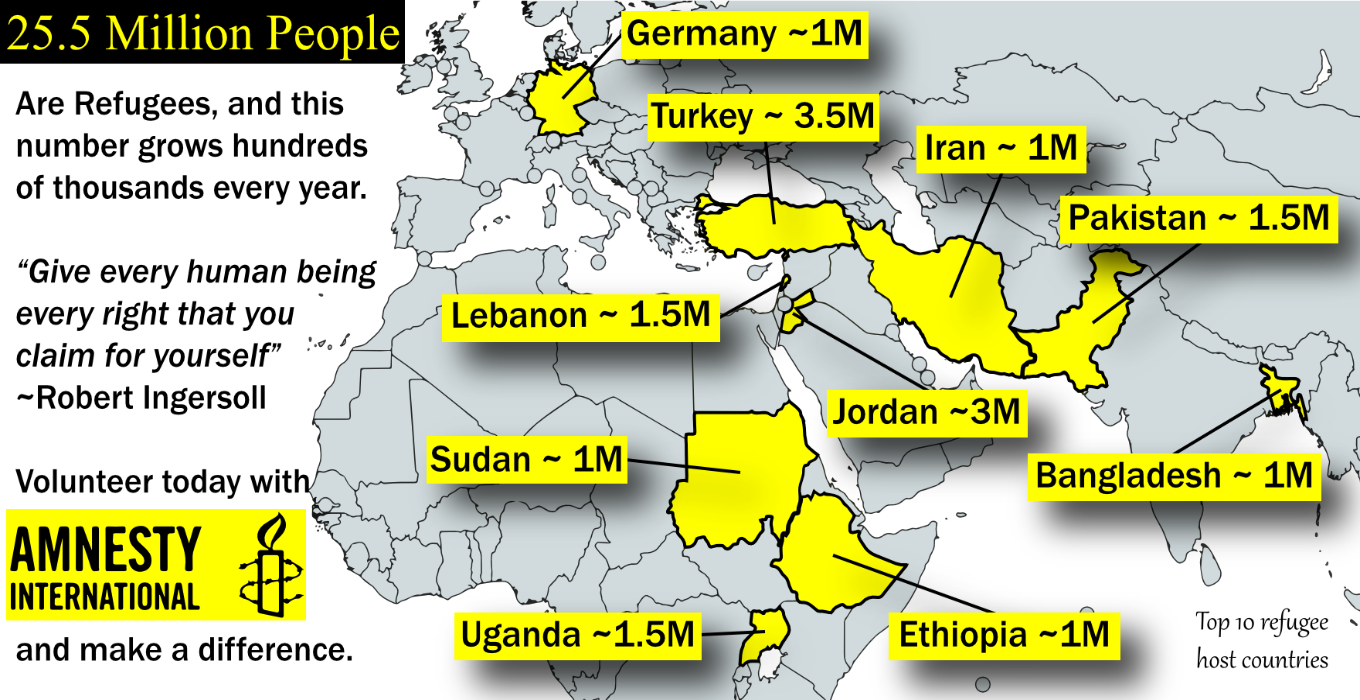 25.5 Million People
Are Refugees, and this
number grows hundreds
of thousands every year.
“Give every human being
every right that you
claim for yourself”
~Robert Ingersoll
Volunteer today with
AMNESTY
INTERNATIONAL
and make a difference.
Germany ~1M
Turkey ~ 3.5M
Iran ~ 1M
Pakistan ~ 1.5M
Lebanon ~ 1.5M
Jordan ~3M
Sudan ~ 1M
Bangladesh ~ 1M
Uganda ~1.5M
Ethiopia ~1M
Top 10 refugee
host countries